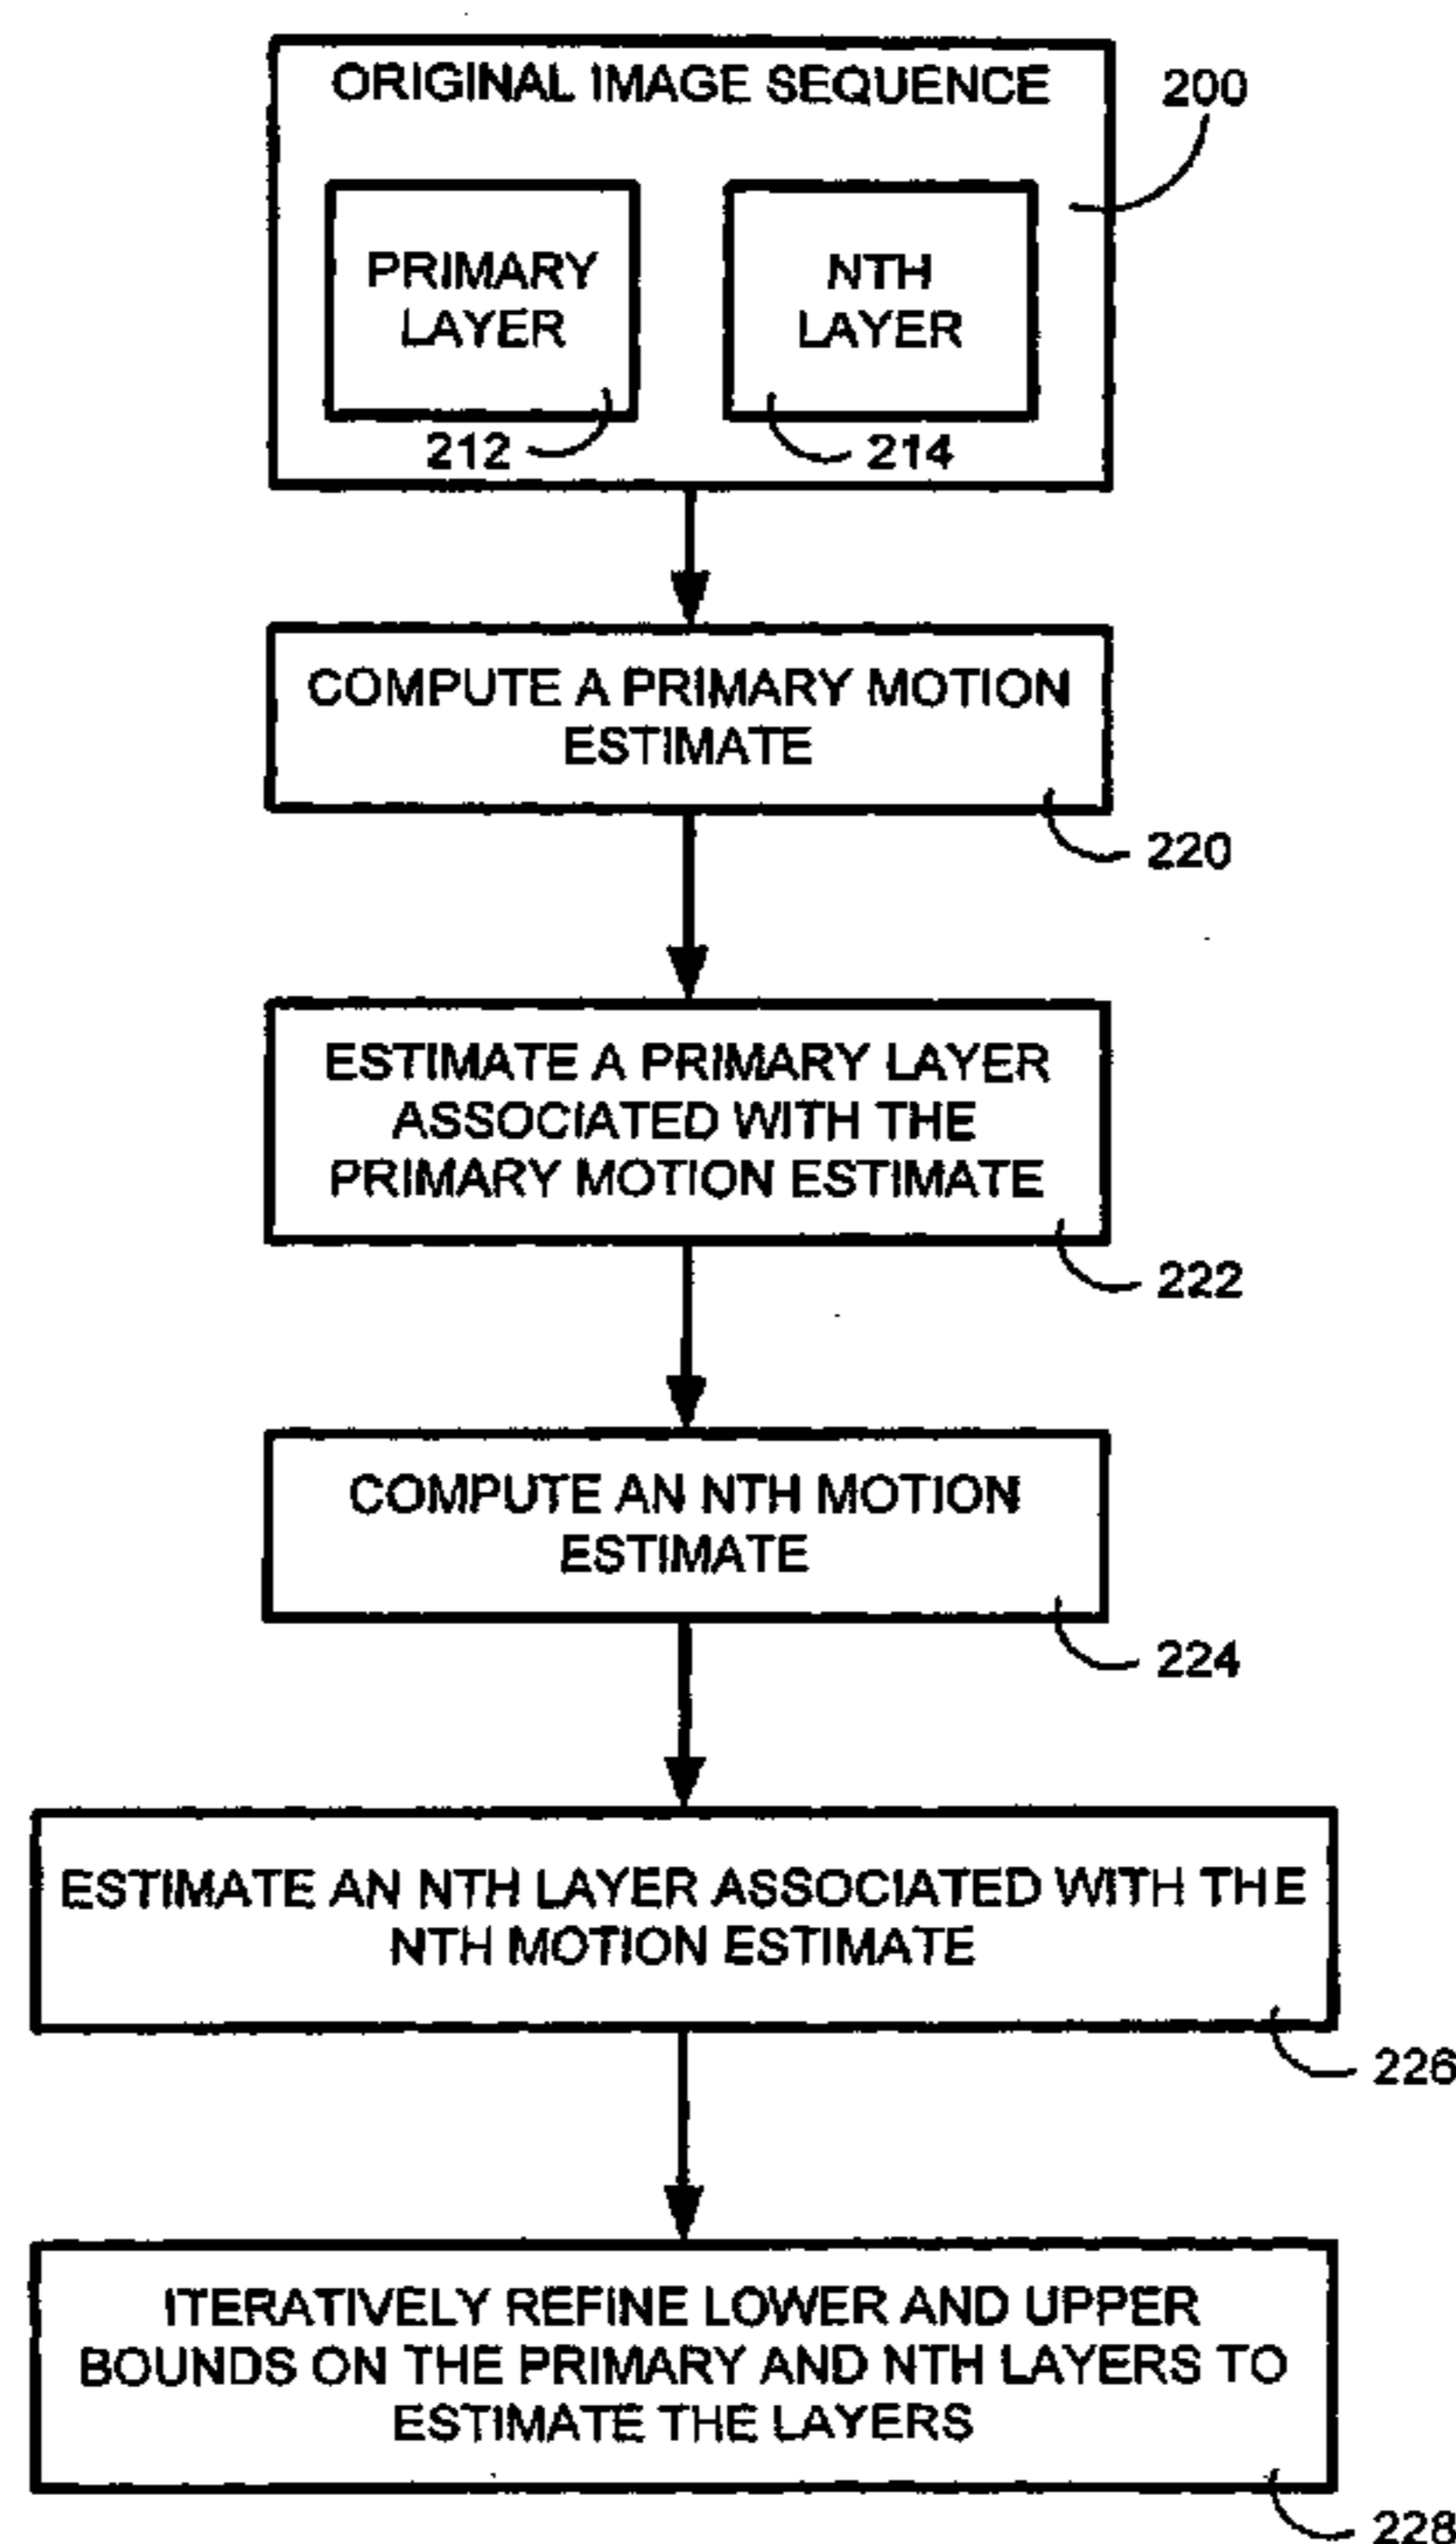 ORIGINAL IMAGE SEQUENCE
200
PRIMARY
LAYER
212
NTH
LAYER
214
COMPUTE A PRIMARY MOTION
ESTIMATE
220
ESTIMATE A PRIMARY LAYER
ASSOCIATED WITH THE
PRIMARY MOTION ESTIMATE
222
COMPUTE AN NTH MOTION
ESTIMATE
224
ESTIMATE AN NTH LAYER ASSOCIATED WITH THE
NTH MOTION ESTIMATE
226
ITERATIVELY REFINE LOWER AND UPPER
BOUNDS ON THE PRIMARY AND NTH LAYERS TO
ESTIMATE THE LAYERS
228